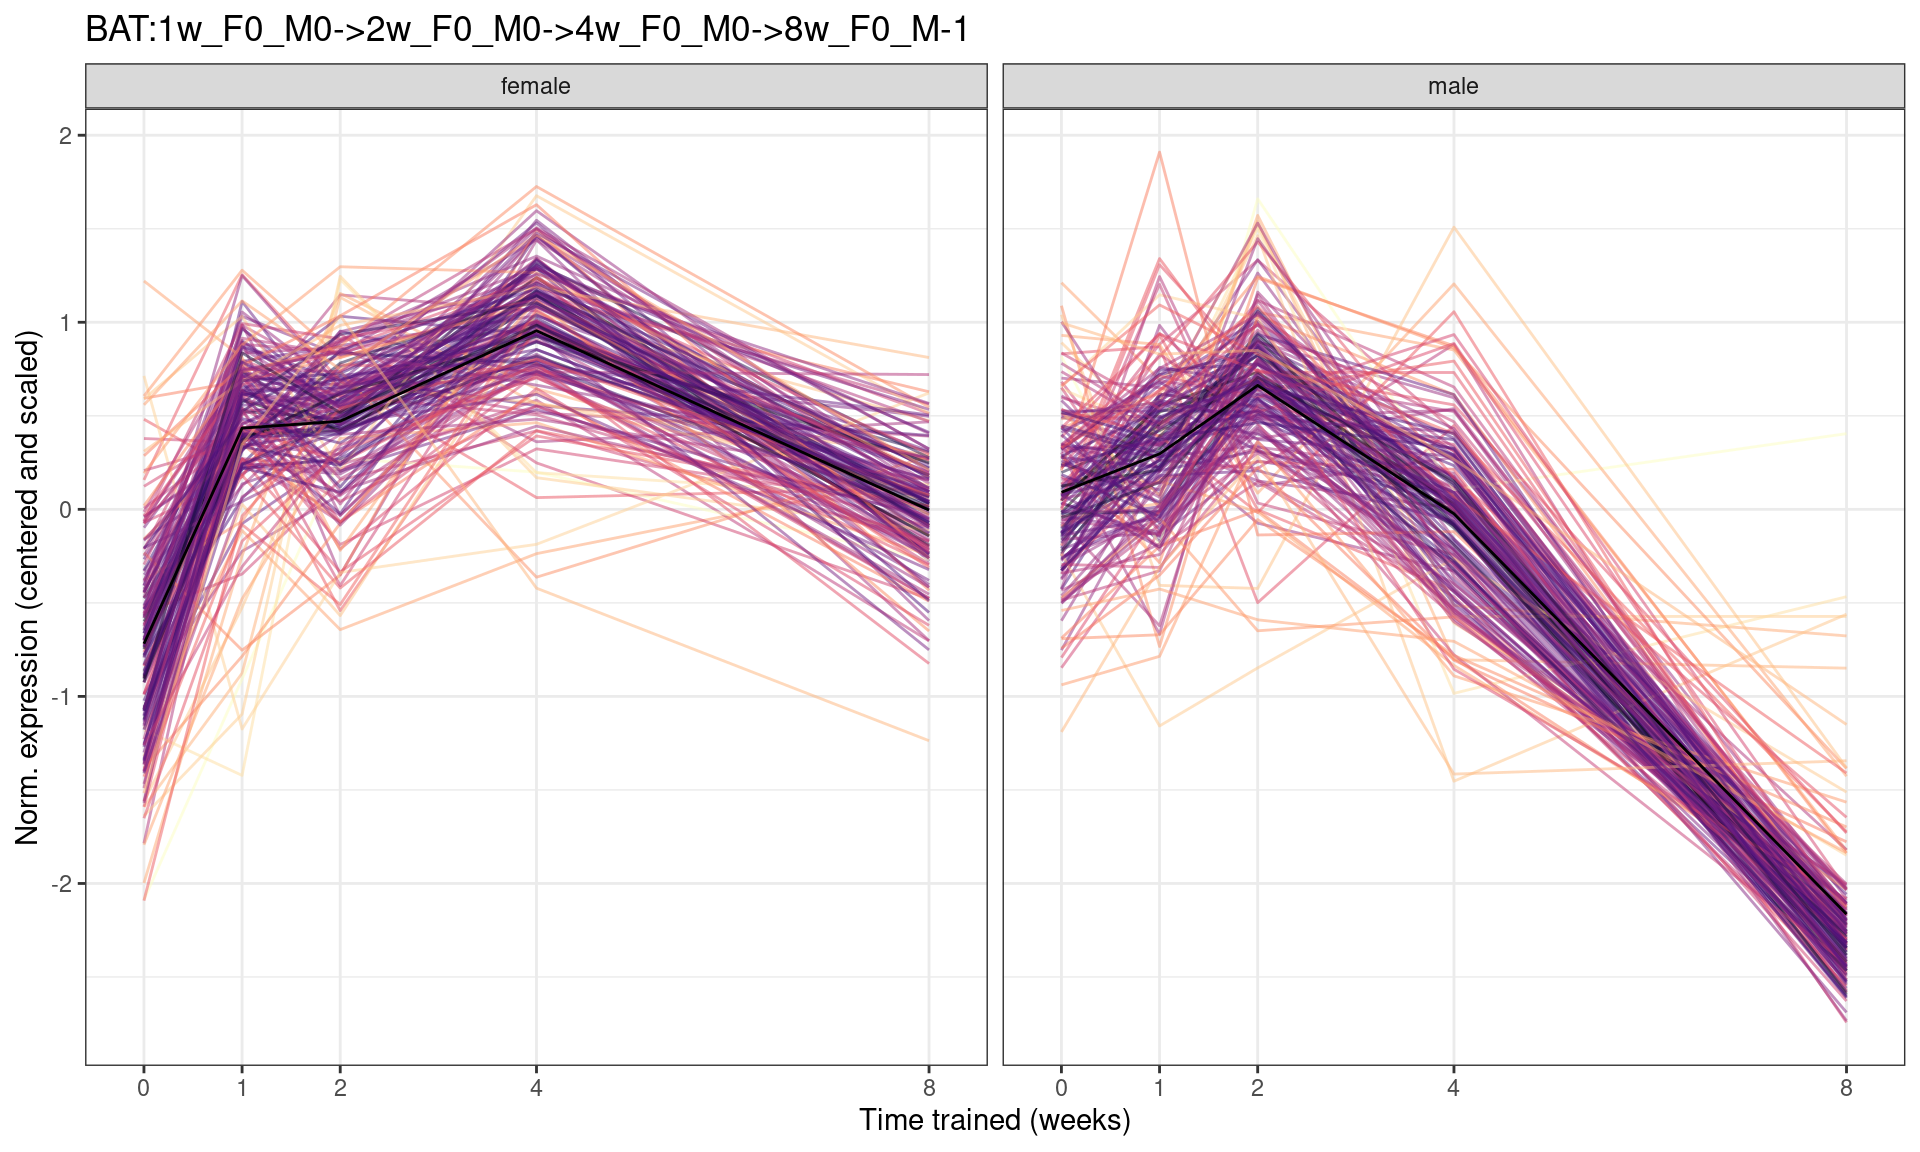 BAT:1w_F0_M0->2w_F0_M0->4w_F0_M0->8w_F0_M-1
female
male
Norm. expression (centered and scaled)
2
1
0
-1
-2
0 1 2 4 8
0 1 2 4 8
Time trained (weeks)